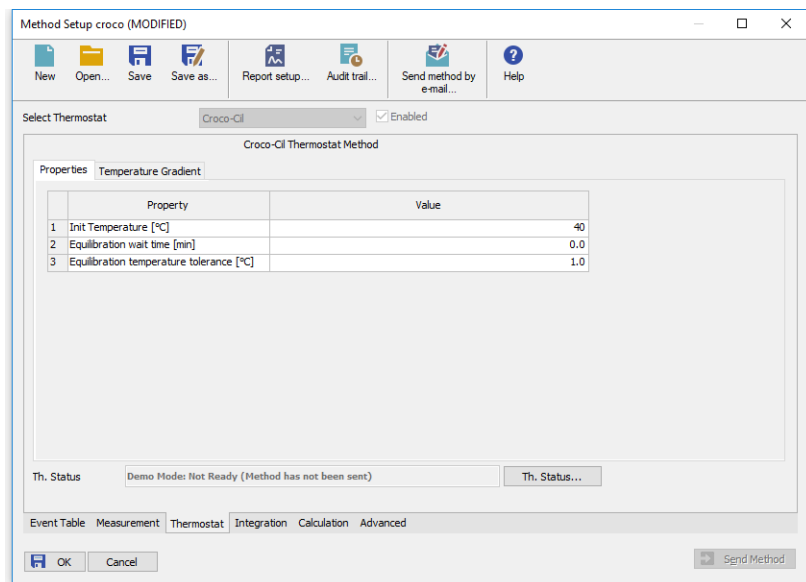 Method Setup croco (MODIFIED)
New Open... Save Save as... Report setup... Audit trail... Send method by e-mail... Help
Select Thermostat Croco-Cil Enabled
Croco-Cil Thermostat Method
Properties Temperature Gradient
Property Value
1 Init Temperature [°C] 40
2 Equilibration wait time [min] 0.0
3 Equilibration temperature tolerance [°C] 1.0
Th. Status Demo Mode: Not Ready (Method has not been sent) Th. Status...
Event Table Measurement Thermostat Integration Calculation Advanced
OK Cancel Send Method